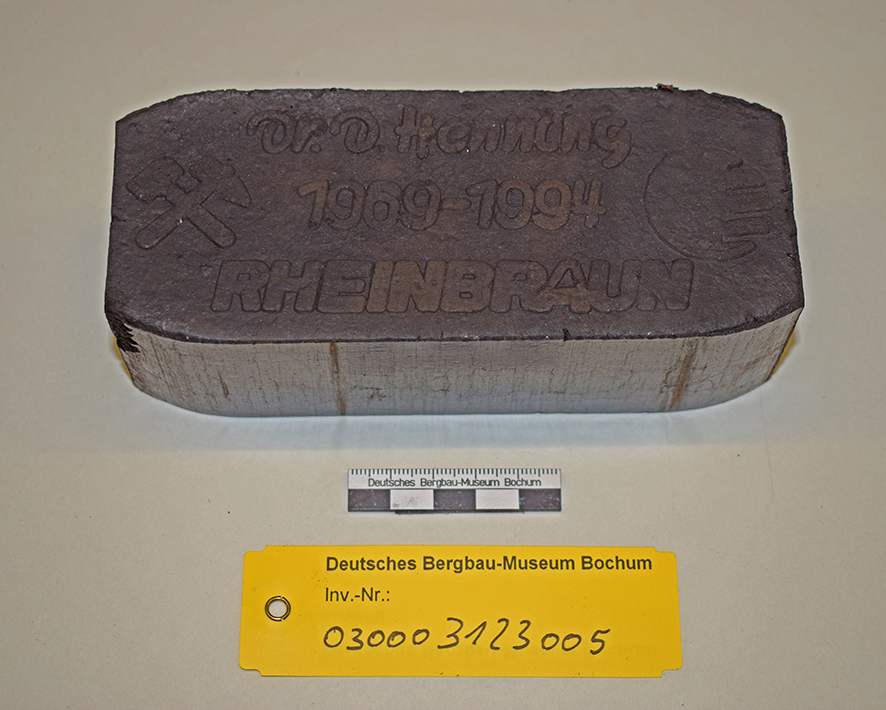 Dr. D. Henning
1969-1994
RHEINBRAUN
Deutsches Bergbau-Museum Bochum
Deutsches Bergbau-Museum Bochum
Inv.-Nr.:
030003123005